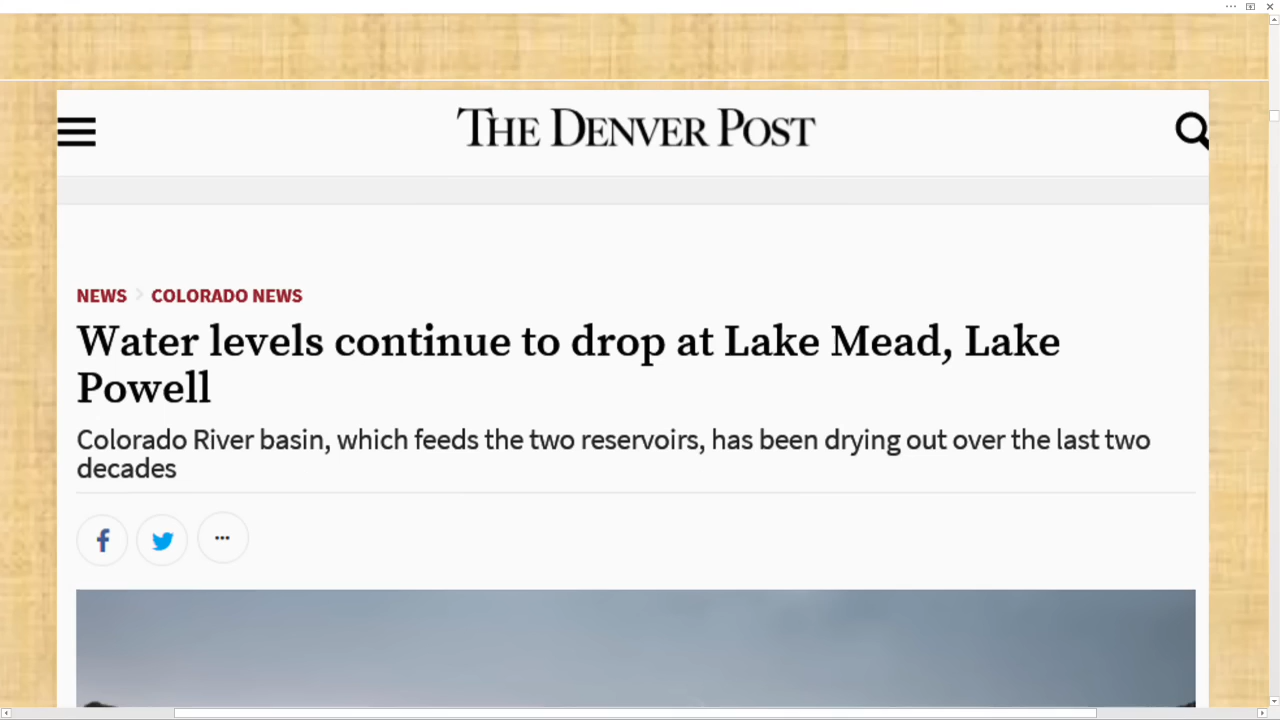 THE DENVER POST
NEWS > COLORADO NEWS
Water levels continue to drop at Lake Mead, Lake
Powell
Colorado River basin, which feeds the two reservoirs, has been drying out over the last two
decades